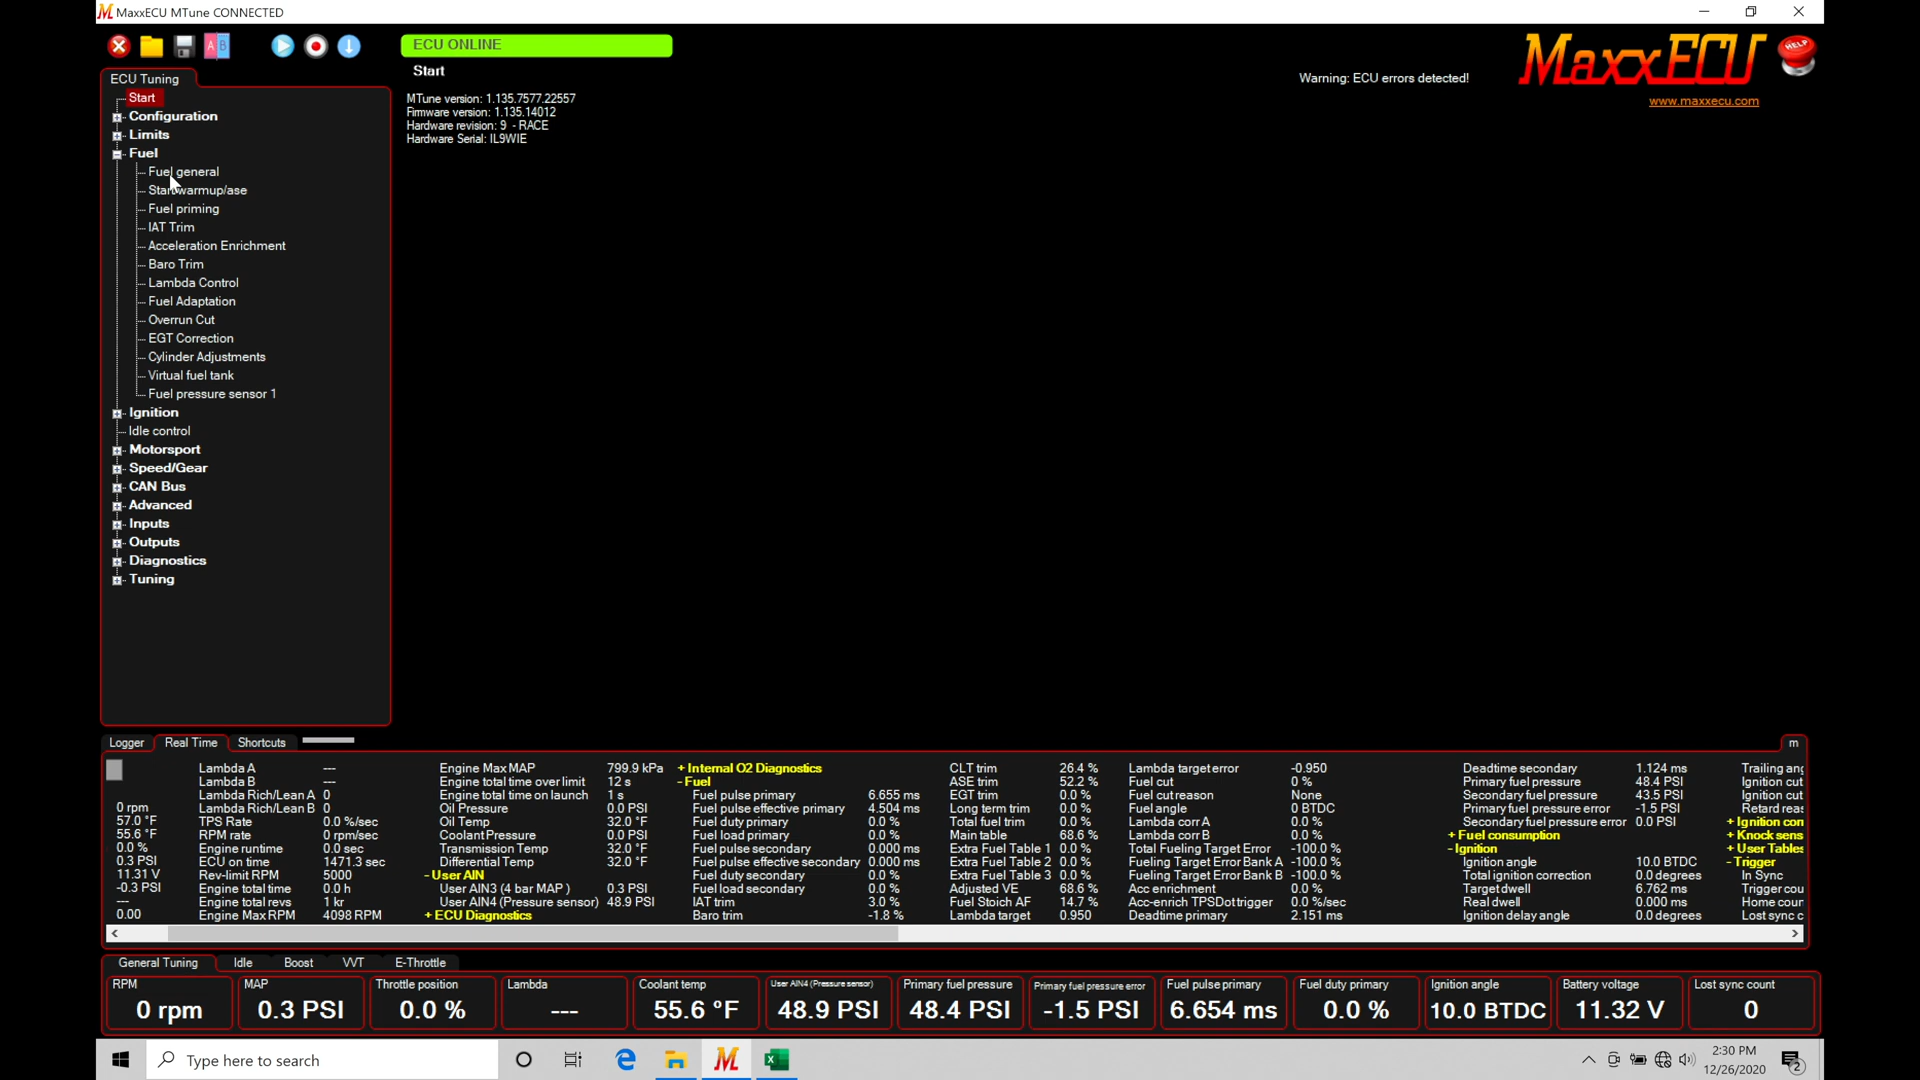 MaxxECU MTune CONNECTED
A B
ECU ONLINE
MaxxECU
HELP
Start
Warning: ECU errors detected!
www.maxxecu.com
MTune version: 1.135.7577.22557
Firmware version: 1.135.14012
Hardware revision: 9 - RACE
Hardware Serial: IL9WIE
ECU Tuning
Start
Configuration
Limits
Fuel
Fuel general
Start/warmup/ase
Fuel priming
IAT Trim
Acceleration Enrichment
Baro Trim
Lambda Control
Fuel Adaptation
Overrun Cut
EGT Correction
Cylinder Adjustments
Virtual fuel tank
Fuel pressure sensor 1
Ignition
Idle control
Motorsport
Speed/Gear
CAN Bus
Advanced
Inputs
Outputs
Diagnostics
Tuning
Logger Real Time Shortcuts m
0 rpm
57.0 °F
55.6 °F
0.0 %
0.3 PSI
11.31 V
-0.3 PSI
---
0.00
Lambda A ---
Lambda B ---
Lambda Rich/Lean A 0
Lambda Rich/Lean B 0
TPS Rate 0.0 %/sec
RPM rate 0 rpm/sec
Engine runtime 0.0 sec
ECU on time 1471.3 sec
Rev-limit RPM 5000
Engine total time 0.0 h
Engine total revs 1 kr
Engine Max RPM 4098 RPM
Engine Max MAP 799.9 kPa
Engine total time over limit 12 s
Engine total time on launch 1 s
Oil Pressure 0.0 PSI
Oil Temp 32.0 °F
Coolant Pressure 0.0 PSI
Transmission Temp 32.0 °F
Differential Temp 32.0 °F
- User AIN
User AIN3 (4 bar MAP ) 0.3 PSI
User AIN4 (Pressure sensor) 48.9 PSI
+ ECU Diagnostics
+ Internal O2 Diagnostics
- Fuel
Fuel pulse primary 6.655 ms
Fuel pulse effective primary 4.504 ms
Fuel duty primary 0.0 %
Fuel load primary 0.0 %
Fuel pulse secondary 0.000 ms
Fuel pulse effective secondary 0.000 ms
Fuel duty secondary 0.0 %
Fuel load secondary 0.0 %
IAT trim 3.0 %
Baro trim -1.8 %
CLT trim 26.4 %
ASE trim 52.2 %
EGT trim 0.0 %
Long term trim 0.0 %
Total fuel trim 0.0 %
Main table 68.6 %
Extra Fuel Table 1 0.0 %
Extra Fuel Table 2 0.0 %
Extra Fuel Table 3 0.0 %
Adjusted VE 68.6 %
Fuel Stoich AF 14.7 %
Lambda target 0.950
Lambda target error -0.950
Fuel cut 0 %
Fuel cut reason None
Fuel angle 0 BTDC
Lambda corr A 0.0 %
Lambda corr B 0.0 %
Total Fueling Target Error -100.0 %
Fueling Target Error Bank A -100.0 %
Fueling Target Error Bank B -100.0 %
Acc enrichment 0.0 %
Acc-enrich TPSDot trigger 0.0 %/sec
Deadtime primary 2.151 ms
Deadtime secondary 1.124 ms
Primary fuel pressure 48.4 PSI
Secondary fuel pressure 43.5 PSI
Primary fuel pressure error -1.5 PSI
Secondary fuel pressure error 0.0 PSI
+ Fuel consumption
- Ignition
Ignition angle 10.0 BTDC
Total ignition correction 0.0 degrees
Target dwell 6.762 ms
Real dwell 0.000 ms
Ignition delay angle 0.0 degrees
Trailing ang
Ignition cut
Ignition cut
Retard reas
+ Ignition con
+ Knock sens
+ User Tables
- Trigger
In Sync
Trigger cou
Home coun
Lost sync c
General Tuning Idle Boost VVT E-Throttle
RPM
0 rpm
MAP
0.3 PSI
Throttle position
0.0 %
Lambda
---
Coolant temp
55.6 °F
User AIN4 (Pressure sensor)
48.9 PSI
Primary fuel pressure
48.4 PSI
Primary fuel pressure error
-1.5 PSI
Fuel pulse primary
6.654 ms
Fuel duty primary
0.0 %
Ignition angle
10.0 BTDC
Battery voltage
11.32 V
Lost sync count
0
Type here to search
2:30 PM
12/26/2020
2